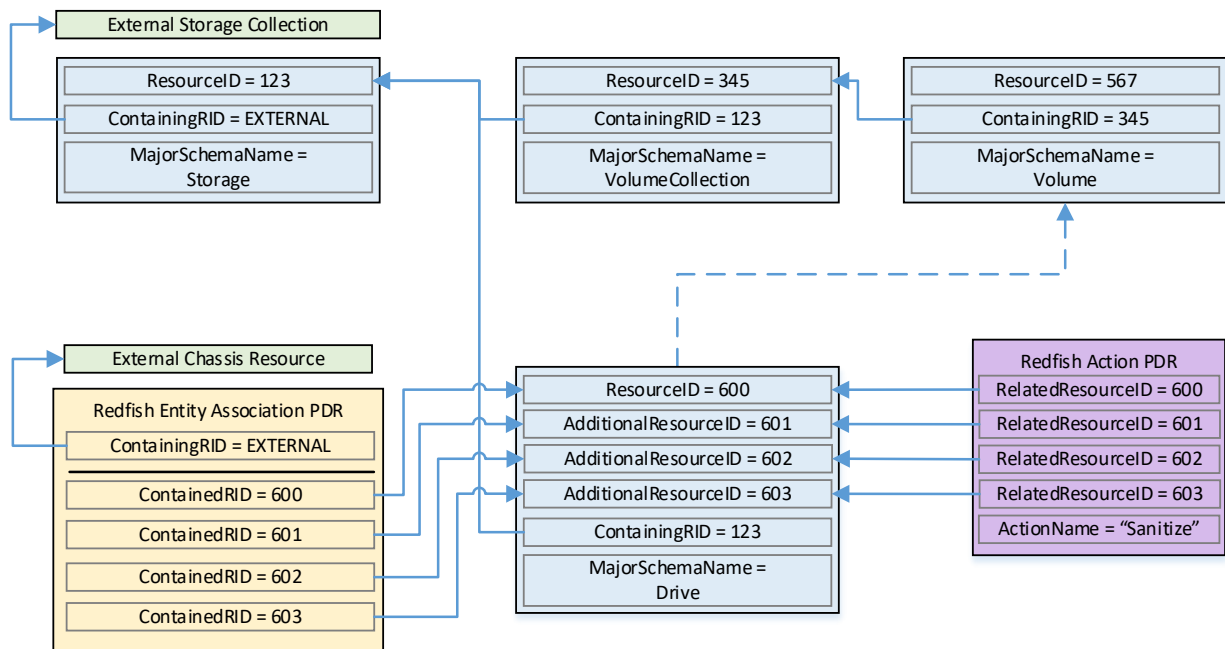 External Storage Collection
ResourceID = 123
ContainingRID = EXTERNAL
MajorSchemaName =
Storage
ResourceID = 345
ContainingRID = 123
MajorSchemaName =
VolumeCollection
ResourceID = 567
ContainingRID = 345
MajorSchemaName =
Volume
External Chassis Resource
Redfish Entity Association PDR
ContainingRID = EXTERNAL
ContainedRID = 600
ContainedRID = 601
ContainedRID = 602
ContainedRID = 603
ResourceID = 600
AdditionalResourceID = 601
AdditionalResourceID = 602
AdditionalResourceID = 603
ContainingRID = 123
MajorSchemaName =
Drive
Redfish Action PDR
RelatedResourceID = 600
RelatedResourceID = 601
RelatedResourceID = 602
RelatedResourceID = 603
ActionName = “Sanitize”